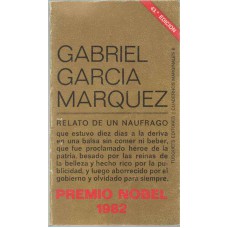 GABRIEL
GARCIA
MARQUEZ
RELATO DE UN NAUFRAGO
que estuvo diez días a la deriva
en una balsa sin comer ni beber,
que fue proclamado héroe de la
patria, besado por las reinas de
la belleza y hecho rico por la pu-
blicidad, y luego aborrecido por el
gobierno y olvidado para siempre.
PREMIO NOBEL
1982
EDICION